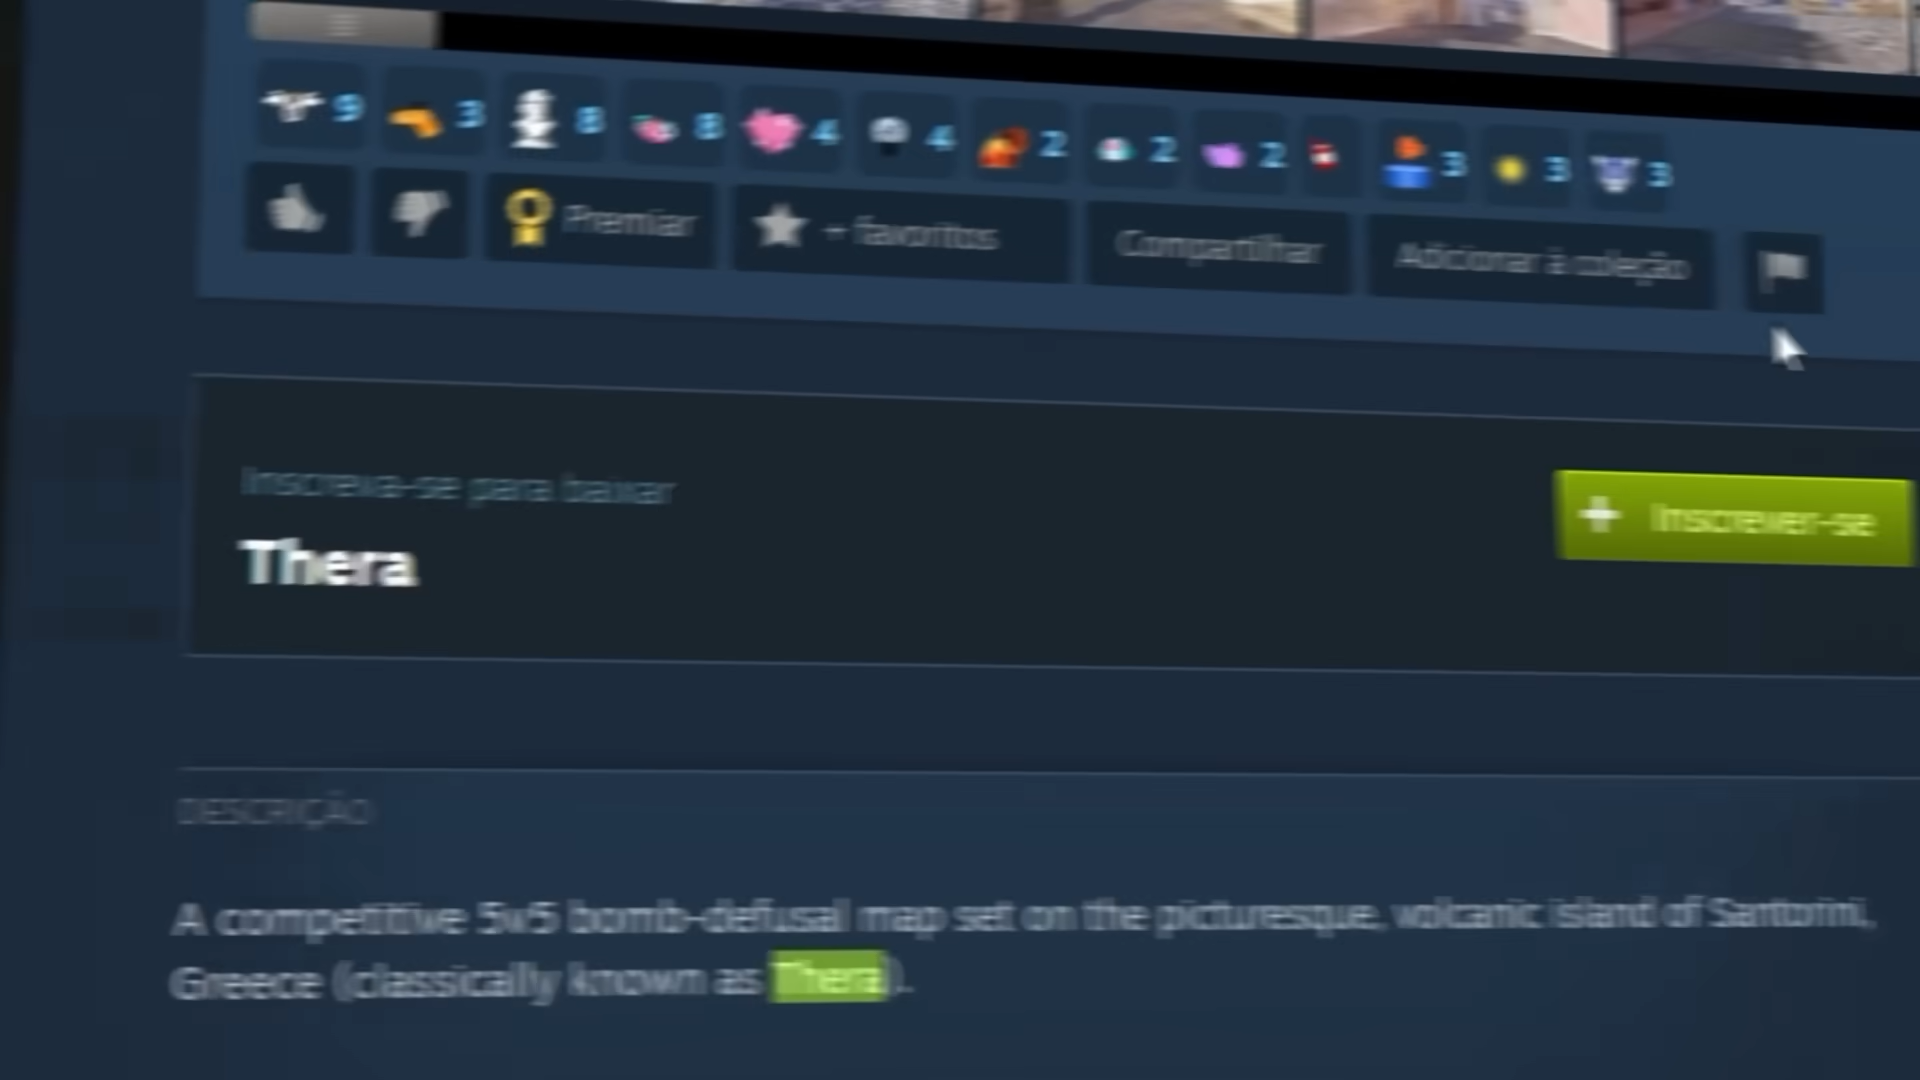 9 3 8 8 4 4 2 2 2 3 3 3
Premiar + favoritos Compartilhar Adicionar à coleção
Inscreva-se para baixar
Thera
+ Inscrever-se
DESCRIÇÃO
A competitive 5v5 bomb-defusal map set on the picturesque, volcanic island of Santorini,
Greece (classically known as Thera).